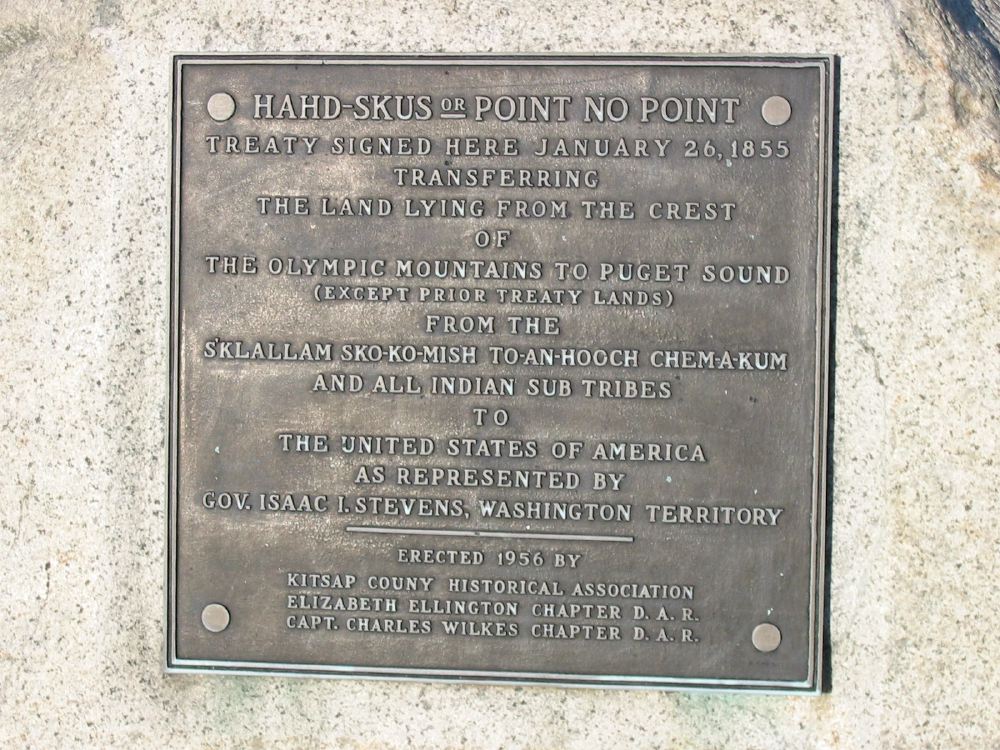 HAHD-SKUS OR POINT NO POINT
TREATY SIGNED HERE JANUARY 26, 1855
TRANSFERRING
THE LAND LYING FROM THE CREST
OF
THE OLYMPIC MOUNTAINS TO PUGET SOUND
(EXCEPT PRIOR TREATY LANDS)
FROM THE
S'KLALLAM SKO-KO-MISH TO-AN-HOOCH CHEM-A-KUM
AND ALL INDIAN SUB TRIBES
TO
THE UNITED STATES OF AMERICA
AS REPRESENTED BY
GOV. ISAAC I. STEVENS, WASHINGTON TERRITORY
ERECTED 1956 BY
KITSAP COUNY HISTORICAL ASSOCIATION
ELIZABETH ELLINGTON CHAPTER D. A. R.
CAPT. CHARLES WILKES CHAPTER D. A. R.